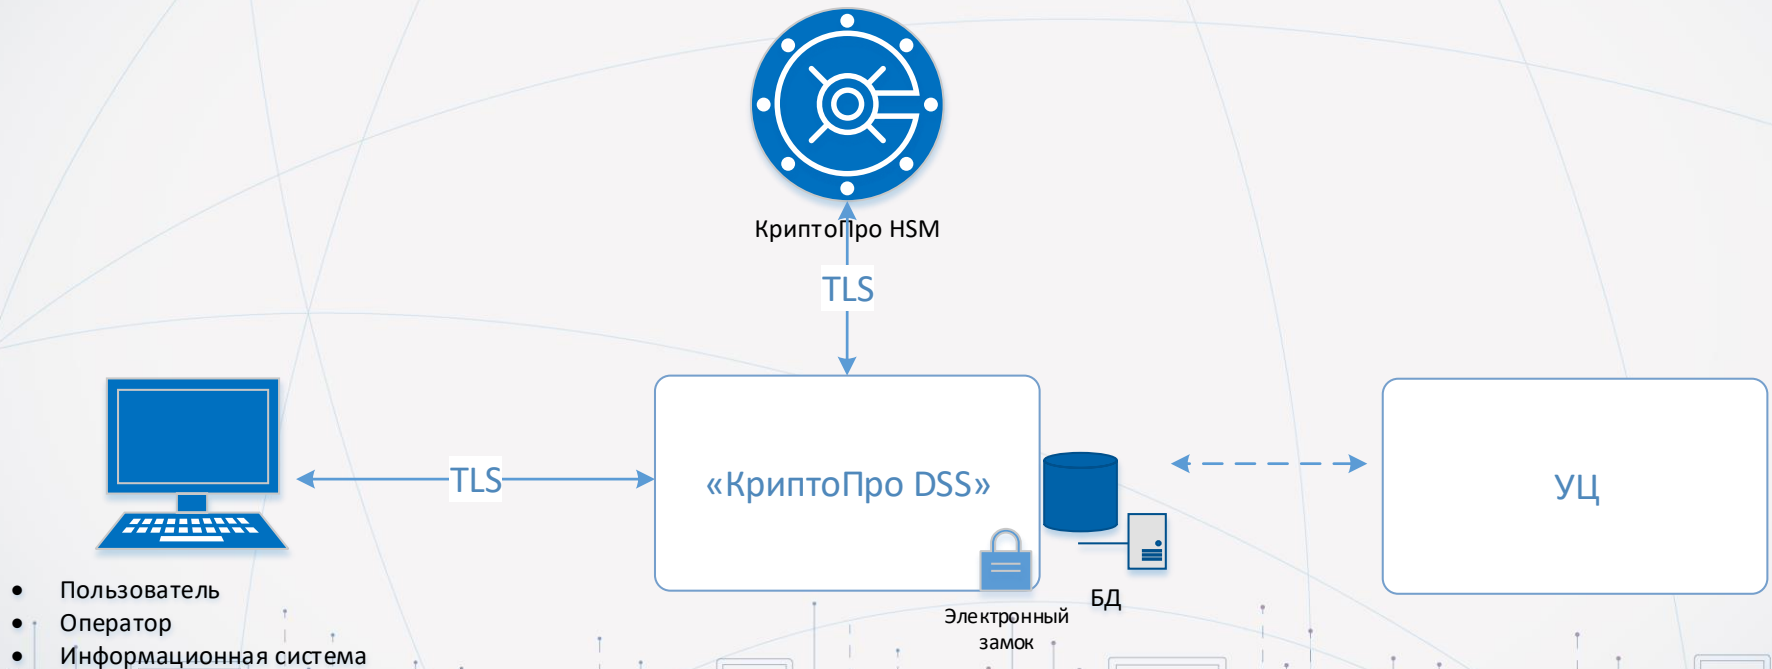 КриптоПро HSM
TLS
TLS
«КриптоПро DSS»
УЦ
БД
Электронный
замок
Пользователь
Оператор
Информационная система